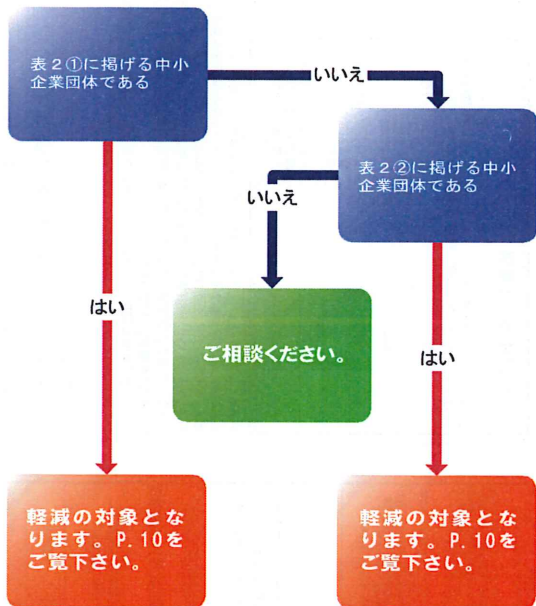 表2①に掲げる中小
企業団体である
いいえ
表2②に掲げる中小
企業団体である
いいえ
はい
ご相談ください。
はい
軽減の対象とな
ります。P.10を
ご覧下さい。
軽減の対象とな
ります。P.10を
ご覧下さい。